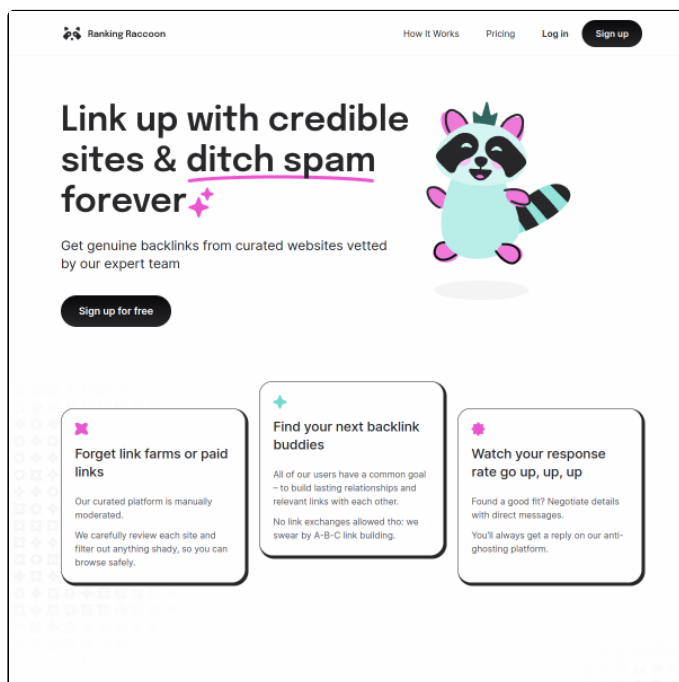 Ranking Raccoon
How It Works
Pricing
Log in
Sign up
Link up with credible
sites & ditch spam
forever
Get genuine backlinks from curated websites vetted
by our expert team
Sign up for free
Forget link farms or paid
links
Our curated platform is manually
moderated.
We carefully review each site and
filter out anything shady, so you can
browse safely.
Find your next backlink
buddies
All of our users have a common goal
– to build lasting relationships and
relevant links with each other.
No link exchanges allowed tho: we
swear by A-B-C link building.
Watch your response
rate go up, up, up
Found a good fit? Negotiate details
with direct messages.
You'll always get a reply on our anti-
ghosting platform.